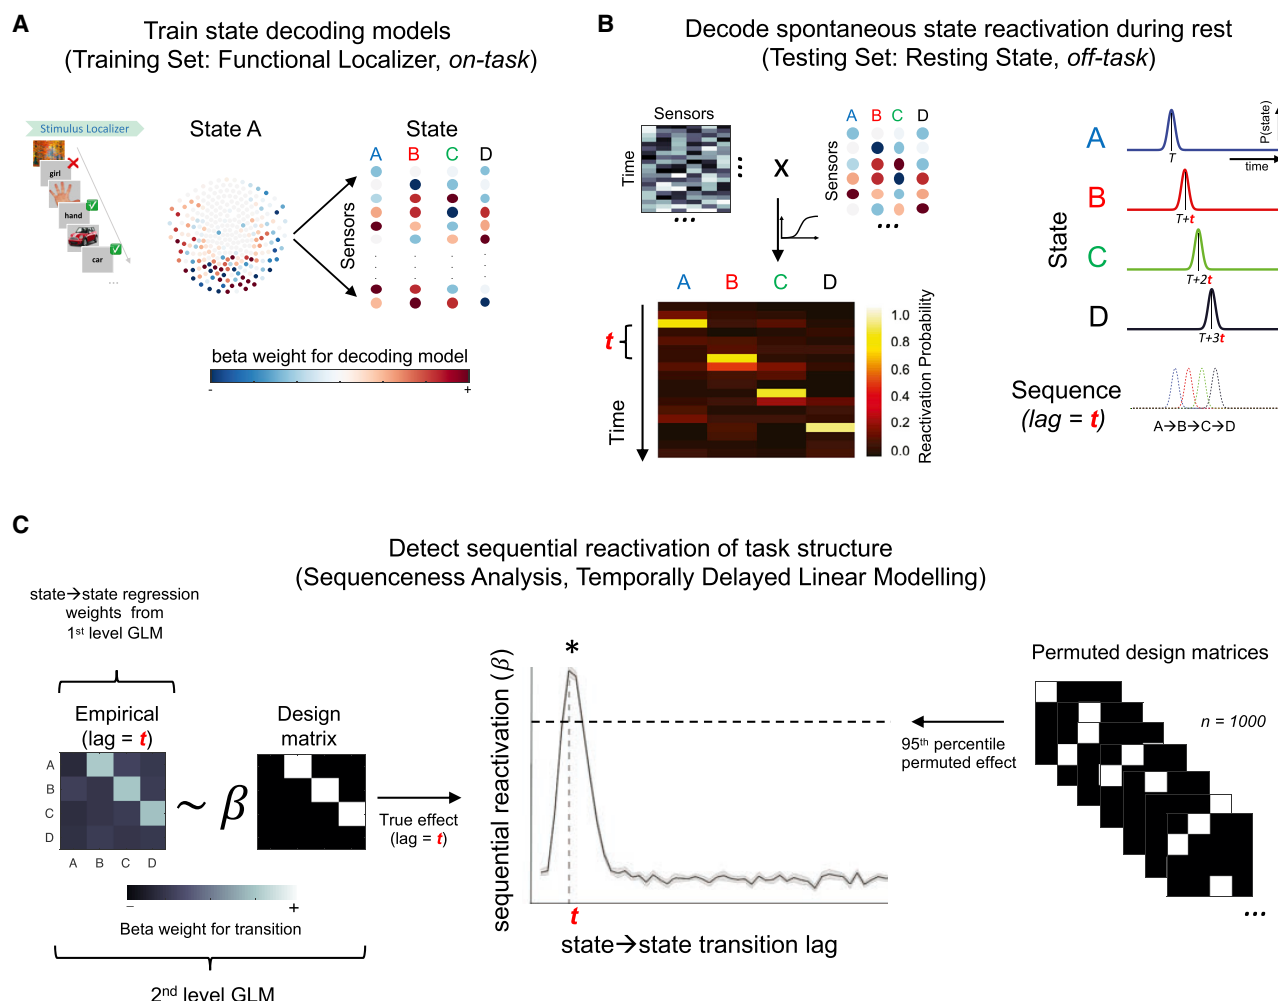 A
Train state decoding models
(Training Set: Functional Localizer, on-task)
Stimulus Localizer
girl
hand
car
...
State A
State
A B C D
Sensors
beta weight for decoding model
- +
B
Decode spontaneous state reactivation during rest
(Testing Set: Resting State, off-task)
Sensors
Time
...
...
X
A B C D
Sensors
...
A B C D
t
Time
1.0
0.8
0.6
0.4
0.2
0.0
Reactivation Probability
State
A
T
P(state)
time
B
T+t
C
T+2t
D
T+3t
Sequence
(lag = t)
A→B→C→D
C
Detect sequential reactivation of task structure
(Sequenceness Analysis, Temporally Delayed Linear Modelling)
state→state regression
weights from
1st level GLM
Empirical
(lag = t)
A
B
C
D
A B C D
~ β
Design
matrix
− +
Beta weight for transition
2nd level GLM
True effect
(lag = t)
sequential reactivation (β)
*
t
state→state transition lag
95th percentile
permuted effect
Permuted design matrices
n = 1000
...